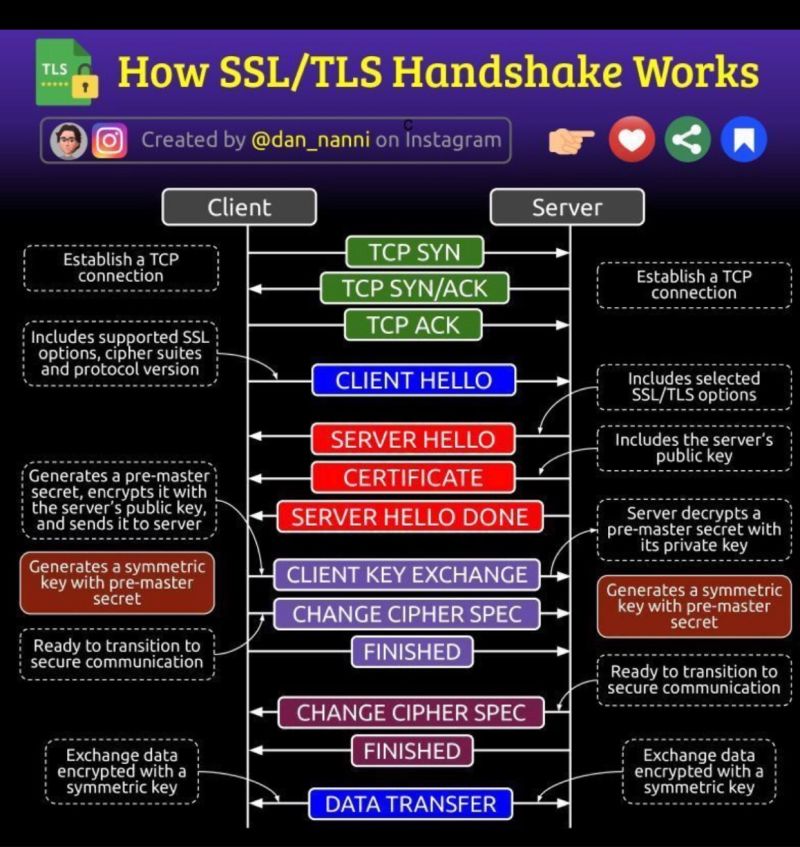 TLS
How SSL/TLS Handshake Works
Created by @dan_nanni on Instagram
Client
Server
TCP SYN
Establish a TCP
connection
TCP SYN/ACK
Establish a TCP
connection
TCP ACK
Includes supported SSL
options, cipher suites
and protocol version
CLIENT HELLO
Includes selected
SSL/TLS options
SERVER HELLO
Includes the server's
public key
CERTIFICATE
Generates a pre-master
secret, encrypts it with
the server's public key,
and sends it to server
SERVER HELLO DONE
Server decrypts a
pre-master secret with
its private key
Generates a symmetric
key with pre-master
secret
CLIENT KEY EXCHANGE
Generates a symmetric
key with pre-master
secret
CHANGE CIPHER SPEC
Ready to transition to
secure communication
FINISHED
Ready to transition to
secure communication
CHANGE CIPHER SPEC
FINISHED
Exchange data
encrypted with a
symmetric key
Exchange data
encrypted with a
symmetric key
DATA TRANSFER